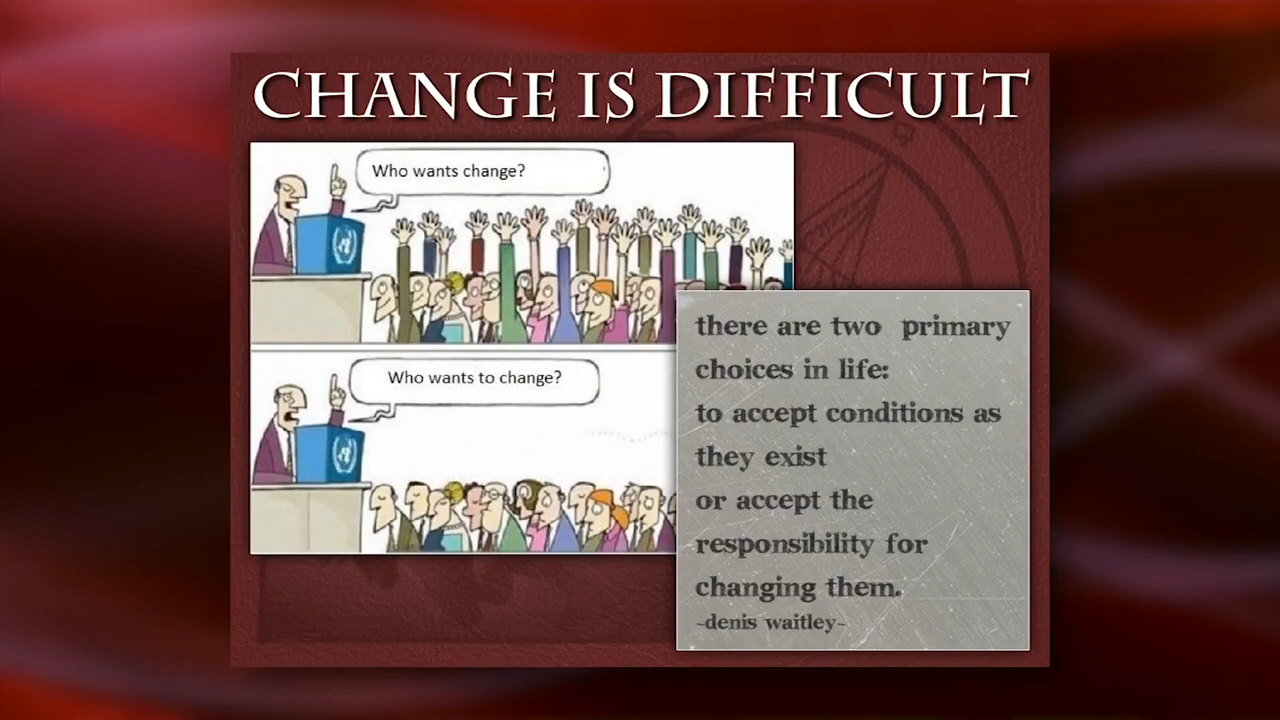 CHANGE IS DIFFICULT
Who wants change?
Who wants to change?
there are two primary
choices in life:
to accept conditions as
they exist
or accept the
responsibility for
changing them.
-denis waitley-